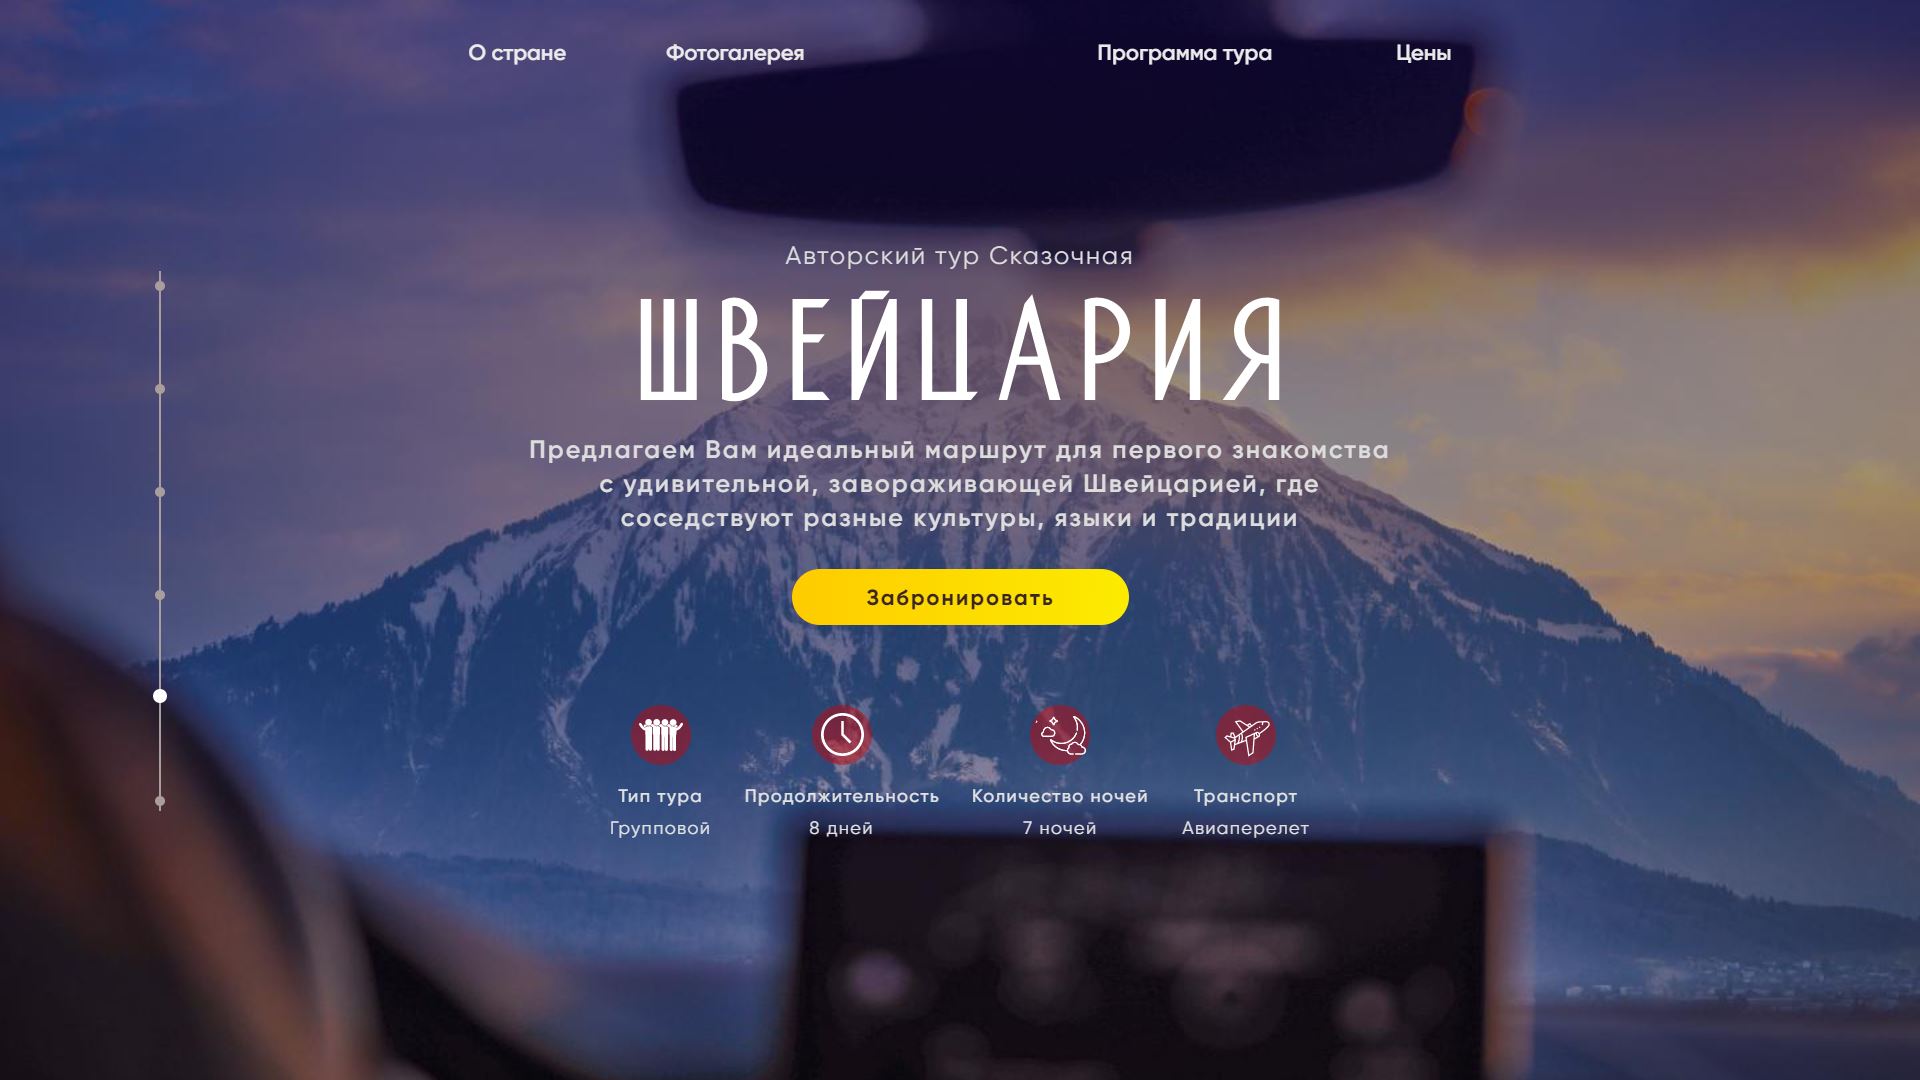 О стране
Фотогалерея
Программа тура
Цены
Авторский тур Сказочная
ШВЕЙЦАРИЯ
Предлагаем Вам идеальный маршрут для первого знакомства
с удивительной, завораживающей Швейцарией, где
соседствуют разные культуры, языки и традиции
Забронировать
Тип тура
Групповой
Продолжительность
8 дней
Количество ночей
7 ночей
Транспорт
Авиаперелет